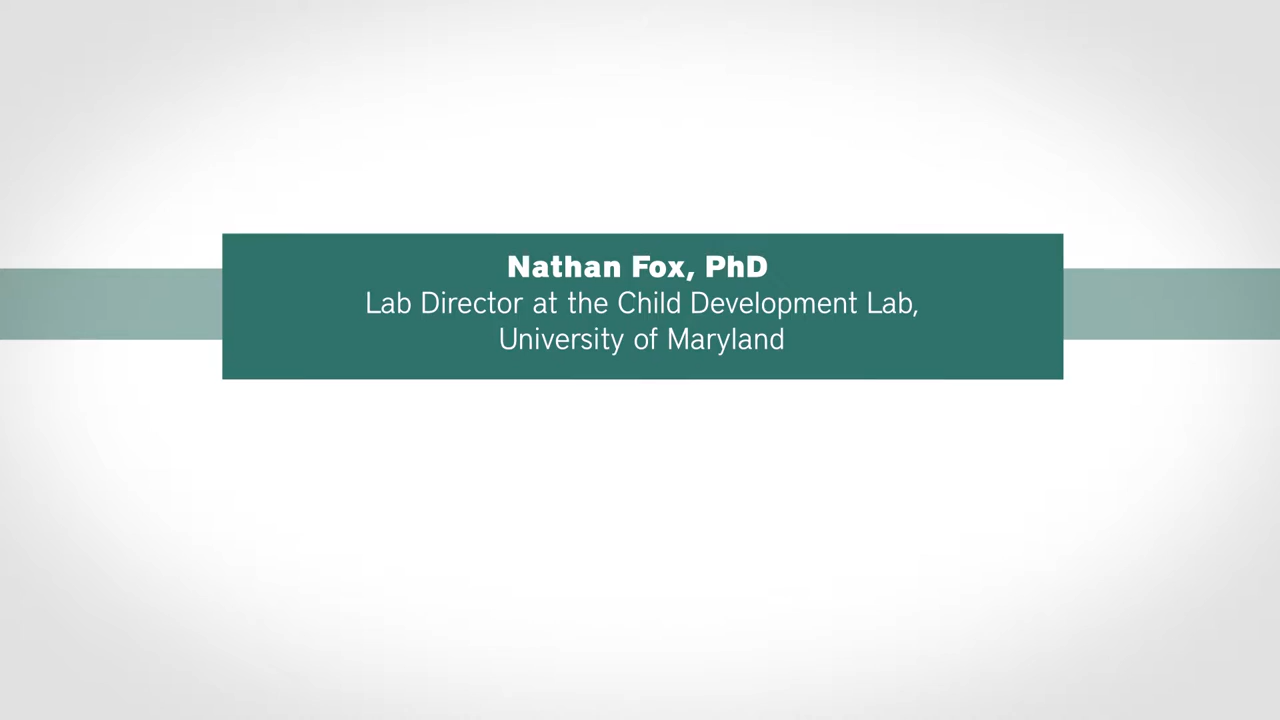 Nathan Fox, PhD
Lab Director at the Child Development Lab,
University of Maryland